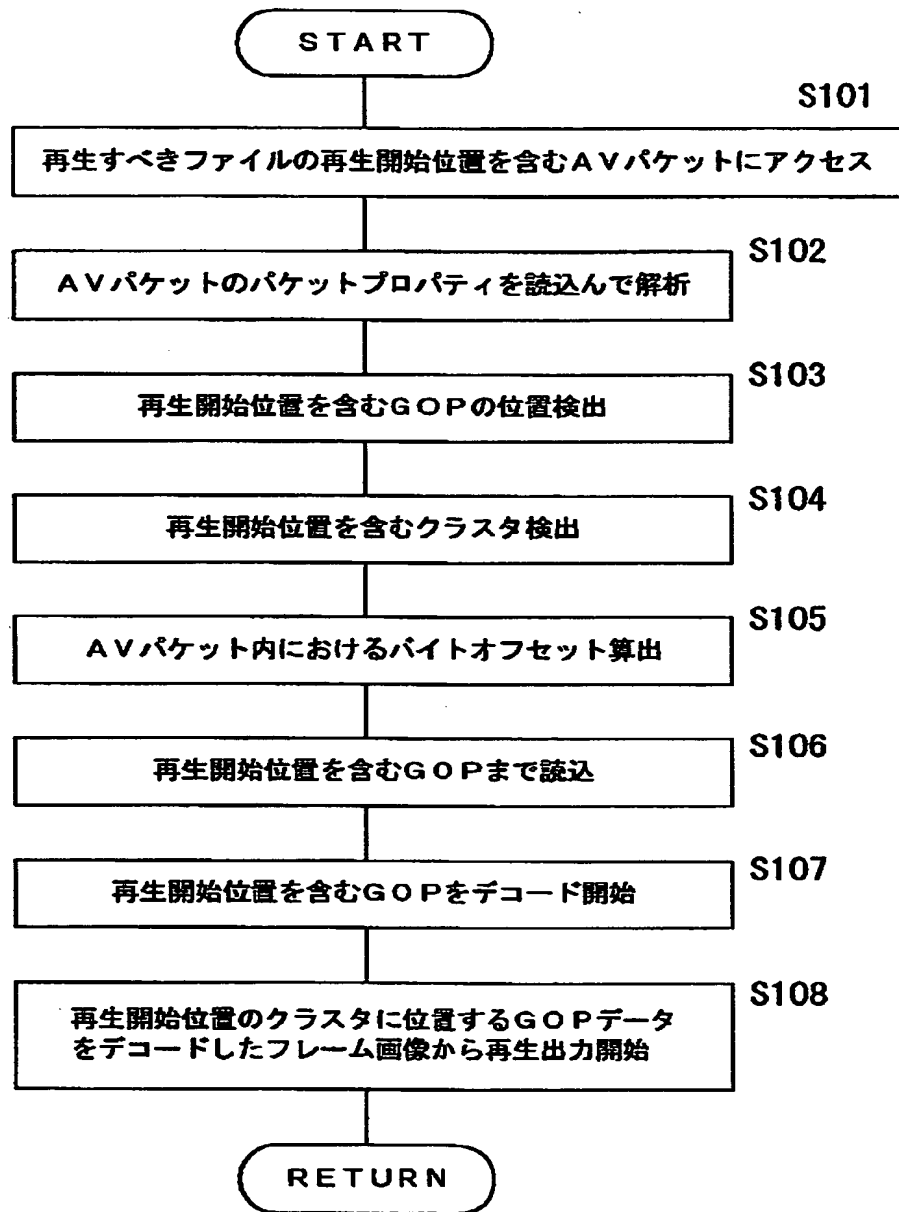 START
S101
再生すべきファイルの再生開始位置を含むAVパケットにアクセス
S102
AVパケットのパケットプロパティを読込んで解析
S103
再生開始位置を含むGOPの位置検出
S104
再生開始位置を含むクラスタ検出
S105
AVパケット内におけるバイトオフセット算出
S106
再生開始位置を含むGOPまで読込
S107
再生開始位置を含むGOPをデコード開始
S108
再生開始位置のクラスタに位置するGOPデータ
をデコードしたフレーム画像から再生出力開始
RETURN